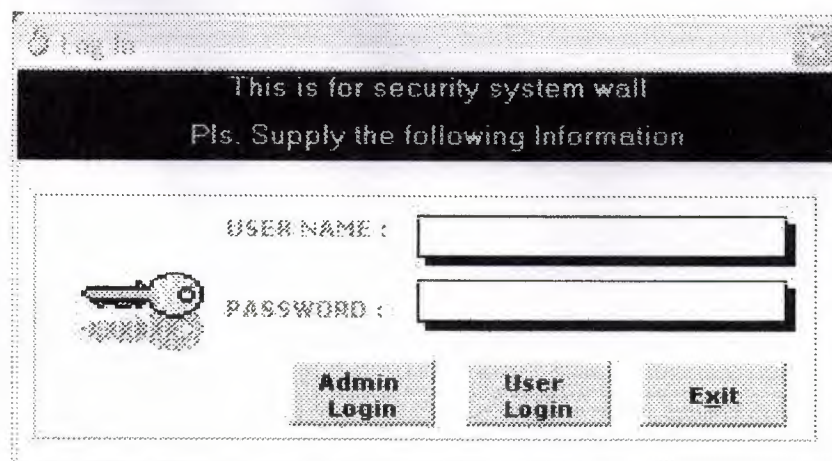 Log In
This is for security system wall
Pls. Supply the following Information
USER NAME :
PASSWORD :
Admin Login
User Login
Exit